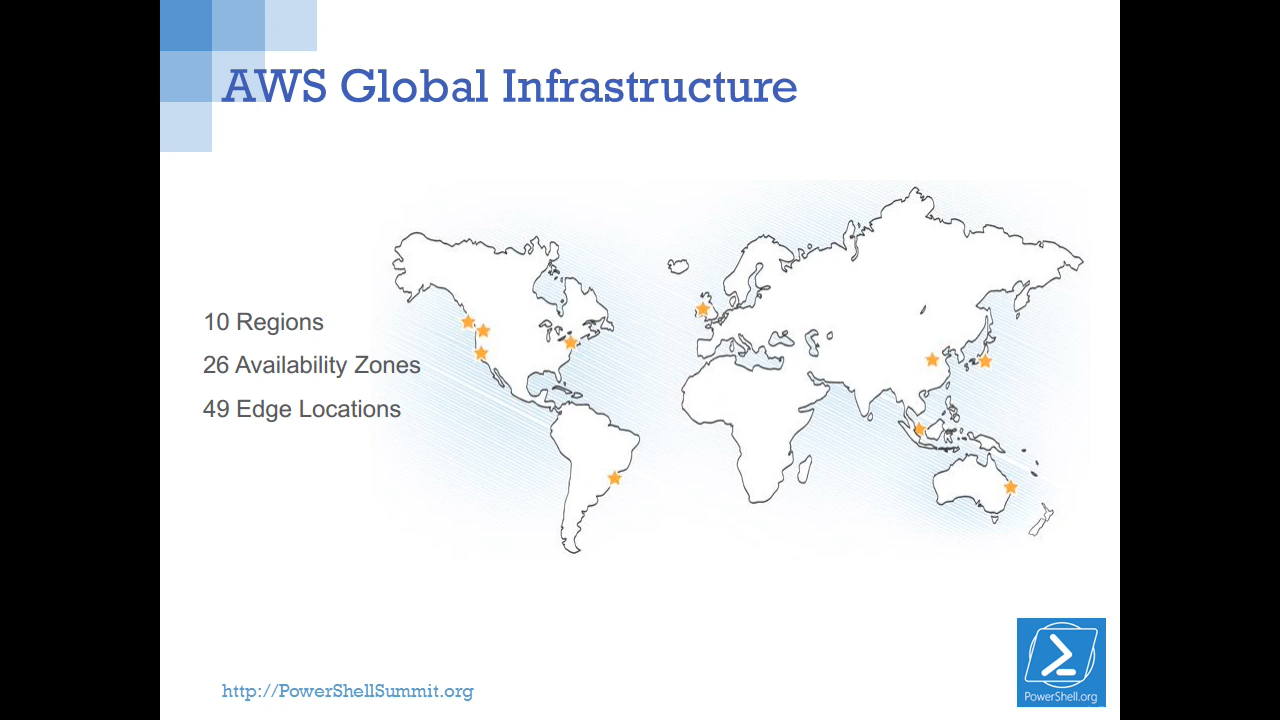 AWS Global Infrastructure
10 Regions
26 Availability Zones
49 Edge Locations
http://PowerShellSummit.org
PowerShell.org